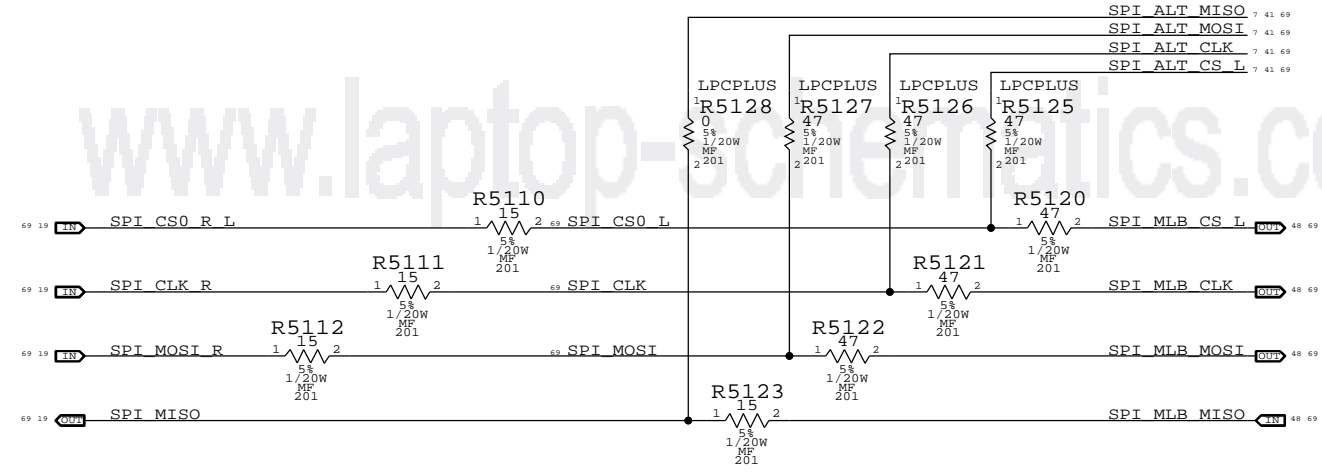 SPI_ALT_MISO 7 41 69
SPI_ALT_MOSI 7 41 69
SPI_ALT_CLK 7 41 69
SPI_ALT_CS_L 7 41 69
www.laptop-schematics.co
LPCPLUS LPCPLUS LPCPLUS LPCPLUS
1 R5128 1 R5127 1 R5126 1 R5125
0 47 47 47
5% 5% 5% 5%
1/20W 1/20W 1/20W 1/20W
MF MF MF MF
2 201 2 201 2 201 2 201
R5110 R5120
69 19 IN SPI_CS0_R_L 1 15 2 69 SPI_CS0_L 1 47 2 SPI_MLB_CS_L OUT 48 69
5% 5%
1/20W 1/20W
MF MF
201 201
R5111 R5121
69 19 IN SPI_CLK_R 1 15 2 69 SPI_CLK 1 47 2 SPI_MLB_CLK OUT 48 69
5% 5%
1/20W 1/20W
MF MF
201 201
R5112 R5122
69 19 IN SPI_MOSI_R 1 15 2 69 SPI_MOSI 1 47 2 SPI_MLB_MOSI OUT 48 69
5% 5%
1/20W 1/20W
MF MF
201 201
R5123
69 19 OUT SPI_MISO 1 15 2 SPI_MLB_MISO IN 48 69
5%
1/20W
MF
201